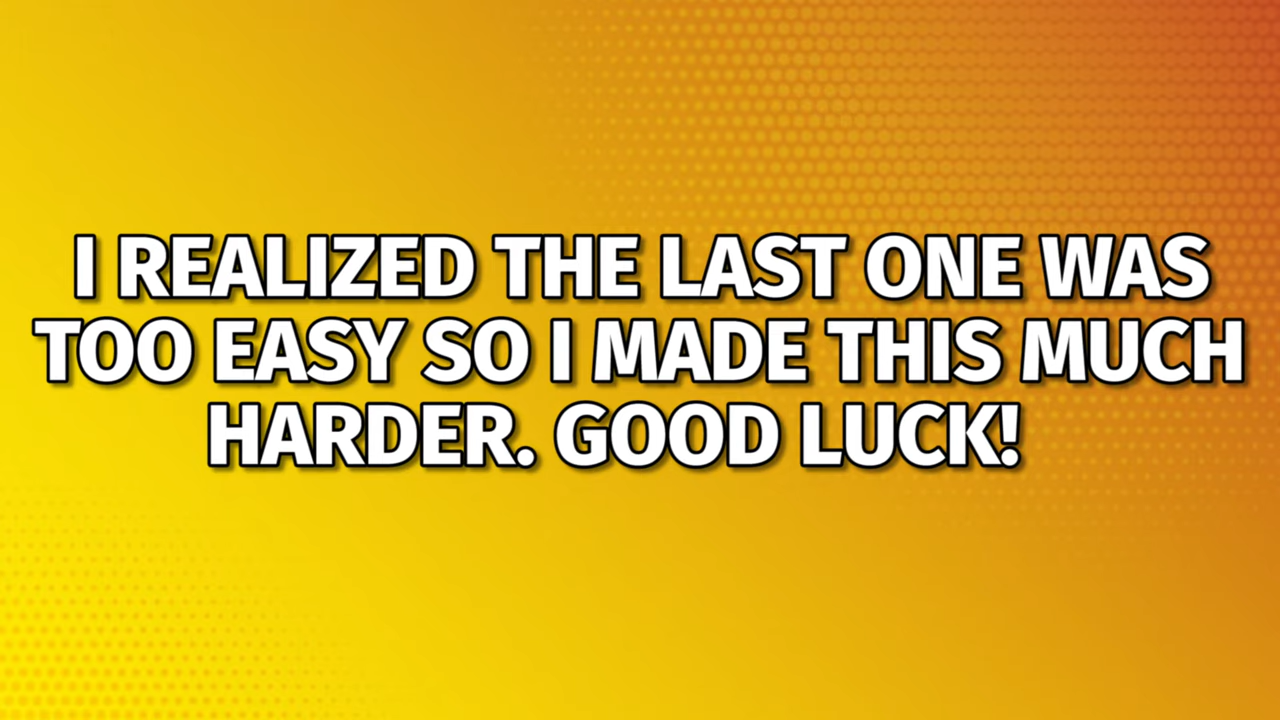 I REALIZED THE LAST ONE WAS
TOO EASY SO I MADE THIS MUCH
HARDER. GOOD LUCK!